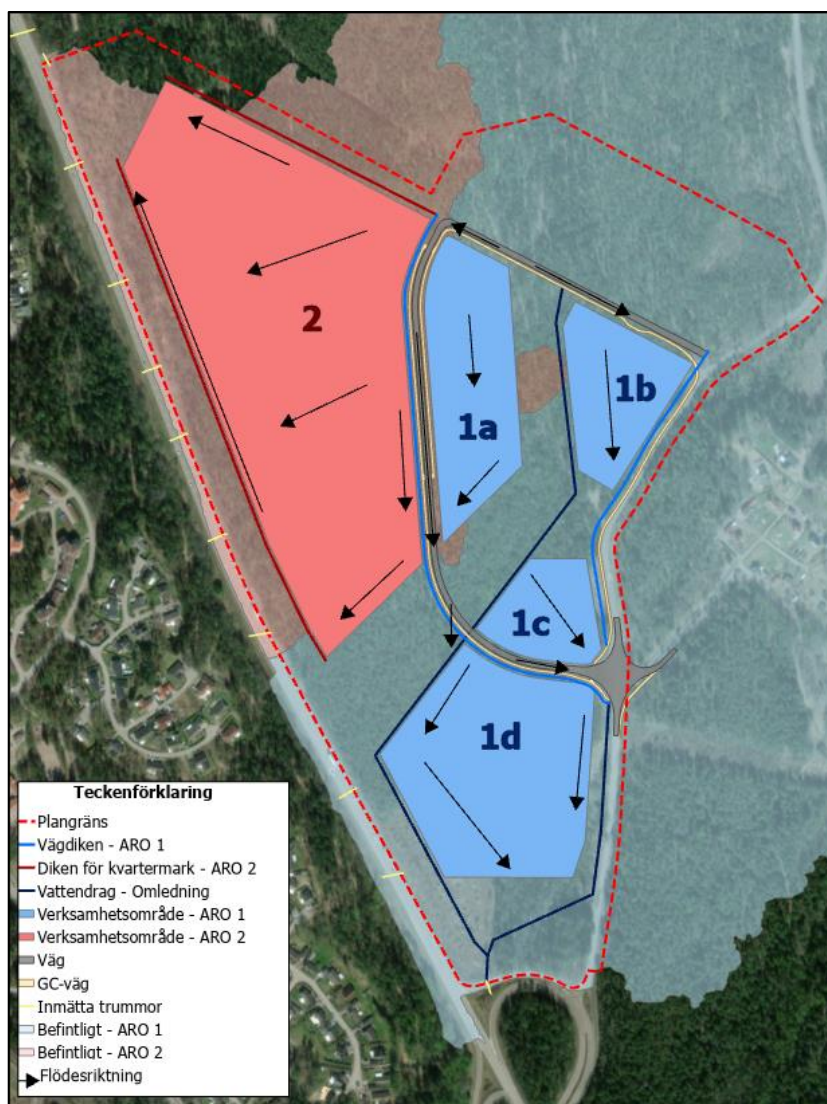 2
1a
1b
1c
1d
Teckenförklaring
Plangräns
Vägdiken - ARO 1
Diken för kvartermark - ARO 2
Vattendrag - Omledning
Verksamhetsområde - ARO 1
Verksamhetsområde - ARO 2
Väg
GC-väg
Inmätta trummor
Befintligt - ARO 1
Befintligt - ARO 2
Flödesriktning